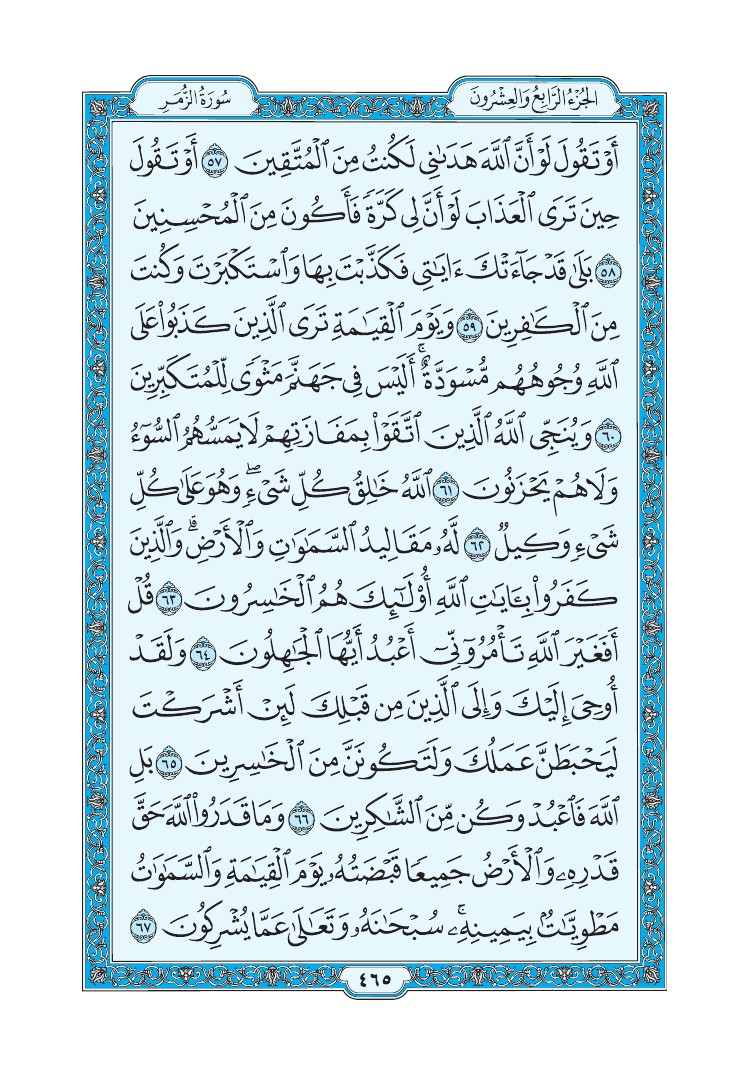 الجُزْءُ الرَّابِعُ وَالعِشْرُونَ
سُورَةُ الزُّمَرِ
أَوْ تَقُولَ لَوْ أَنَّ ٱللَّهَ هَدَىٰنِي لَكُنتُ مِنَ ٱلْمُتَّقِينَ ٥٧ أَوْ تَقُولَ
حِينَ تَرَى ٱلْعَذَابَ لَوْ أَنَّ لِي كَرَّةً فَأَكُونَ مِنَ ٱلْمُحْسِنِينَ
٥٨ بَلَىٰ قَدْ جَآءَتْكَ ءَايَٰتِي فَكَذَّبْتَ بِهَا وَٱسْتَكْبَرْتَ وَكُنتَ
مِنَ ٱلْكَٰفِرِينَ ٥٩ وَيَوْمَ ٱلْقِيَٰمَةِ تَرَى ٱلَّذِينَ كَذَبُوا۟ عَلَى
ٱللَّهِ وُجُوهُهُم مُّسْوَدَّةٌ ۚ أَلَيْسَ فِي جَهَنَّمَ مَثْوًى لِّلْمُتَكَبِّرِينَ
٦٠ وَيُنَجِّي ٱللَّهُ ٱلَّذِينَ ٱتَّقَوْا۟ بِمَفَازَتِهِمْ لَا يَمَسُّهُمُ ٱلسُّوٓءُ
وَلَا هُمْ يَحْزَنُونَ ٦١ ٱللَّهُ خَٰلِقُ كُلِّ شَيْءٍ ۖ وَهُوَ عَلَىٰ كُلِّ
شَيْءٍ وَكِيلٌ ٦٢ لَّهُۥ مَقَالِيدُ ٱلسَّمَٰوَٰتِ وَٱلْأَرْضِ ۗ وَٱلَّذِينَ
كَفَرُوا۟ بِـَٔايَٰتِ ٱللَّهِ أُو۟لَٰٓئِكَ هُمُ ٱلْخَٰسِرُونَ ٦٣ قُلْ
أَفَغَيْرَ ٱللَّهِ تَأْمُرُوٓنِّيٓ أَعْبُدُ أَيُّهَا ٱلْجَٰهِلُونَ ٦٤ وَلَقَدْ
أُوحِيَ إِلَيْكَ وَإِلَى ٱلَّذِينَ مِن قَبْلِكَ لَئِنْ أَشْرَكْتَ
لَيَحْبَطَنَّ عَمَلُكَ وَلَتَكُونَنَّ مِنَ ٱلْخَٰسِرِينَ ٦٥ بَلِ
ٱللَّهَ فَٱعْبُدْ وَكُن مِّنَ ٱلشَّٰكِرِينَ ٦٦ وَمَا قَدَرُوا۟ ٱللَّهَ حَقَّ
قَدْرِهِۦ وَٱلْأَرْضُ جَمِيعًا قَبْضَتُهُۥ يَوْمَ ٱلْقِيَٰمَةِ وَٱلسَّمَٰوَٰتُ
مَطْوِيَّٰتٌۢ بِيَمِينِهِۦ ۚ سُبْحَٰنَهُۥ وَتَعَٰلَىٰ عَمَّا يُشْرِكُونَ ٦٧
٤٦٥